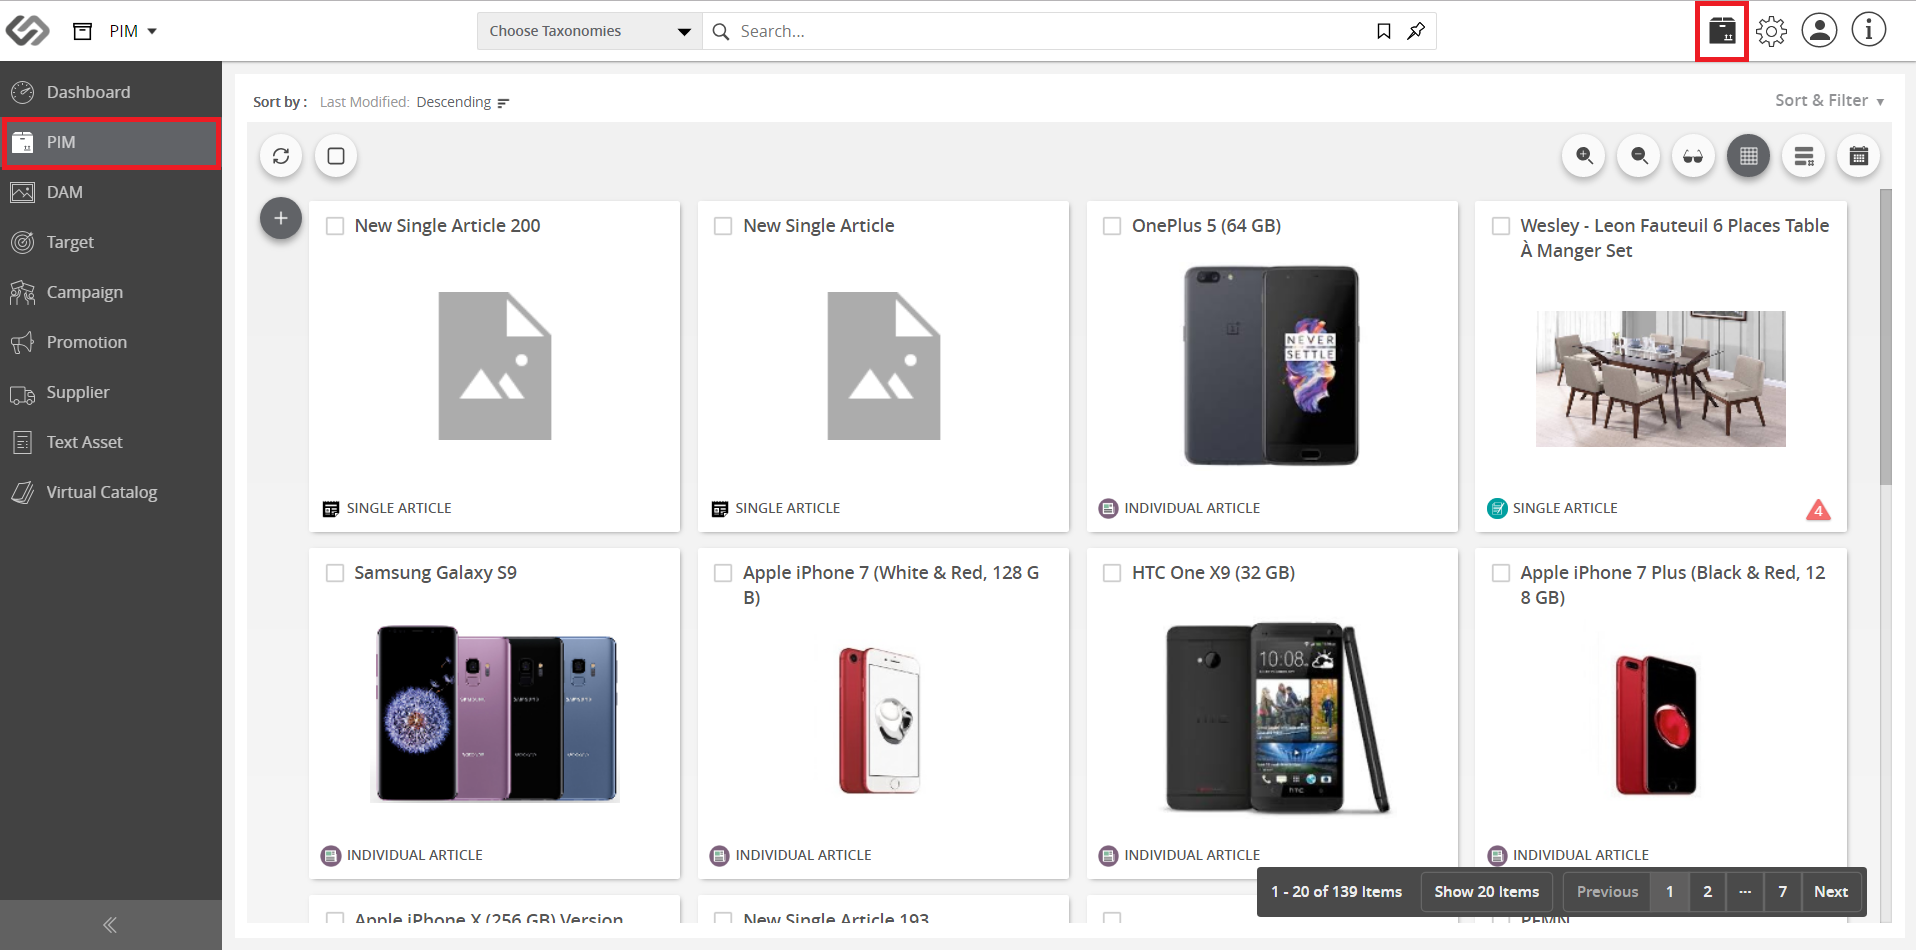 PIM
Choose Taxonomies
Search...
Dashboard
PIM
DAM
Target
Campaign
Promotion
Supplier
Text Asset
Virtual Catalog
Sort by : Last Modified: Descending
Sort & Filter
New Single Article 200
SINGLE ARTICLE
New Single Article
SINGLE ARTICLE
OnePlus 5 (64 GB)
NEVER
SETTLE
INDIVIDUAL ARTICLE
Wesley - Leon Fauteuil 6 Places Table
À Manger Set
SINGLE ARTICLE
4
Samsung Galaxy S9
INDIVIDUAL ARTICLE
Apple iPhone 7 (White & Red, 128 G
B)
INDIVIDUAL ARTICLE
HTC One X9 (32 GB)
10:08
hTC
INDIVIDUAL ARTICLE
Apple iPhone 7 Plus (Black & Red, 12
8 GB)
INDIVIDUAL ARTICLE
Apple iPhone X (256 GB) Version
New Single Article 193
PEMN
1 - 20 of 139 Items
Show 20 Items
Previous 1 2 ... 7 Next